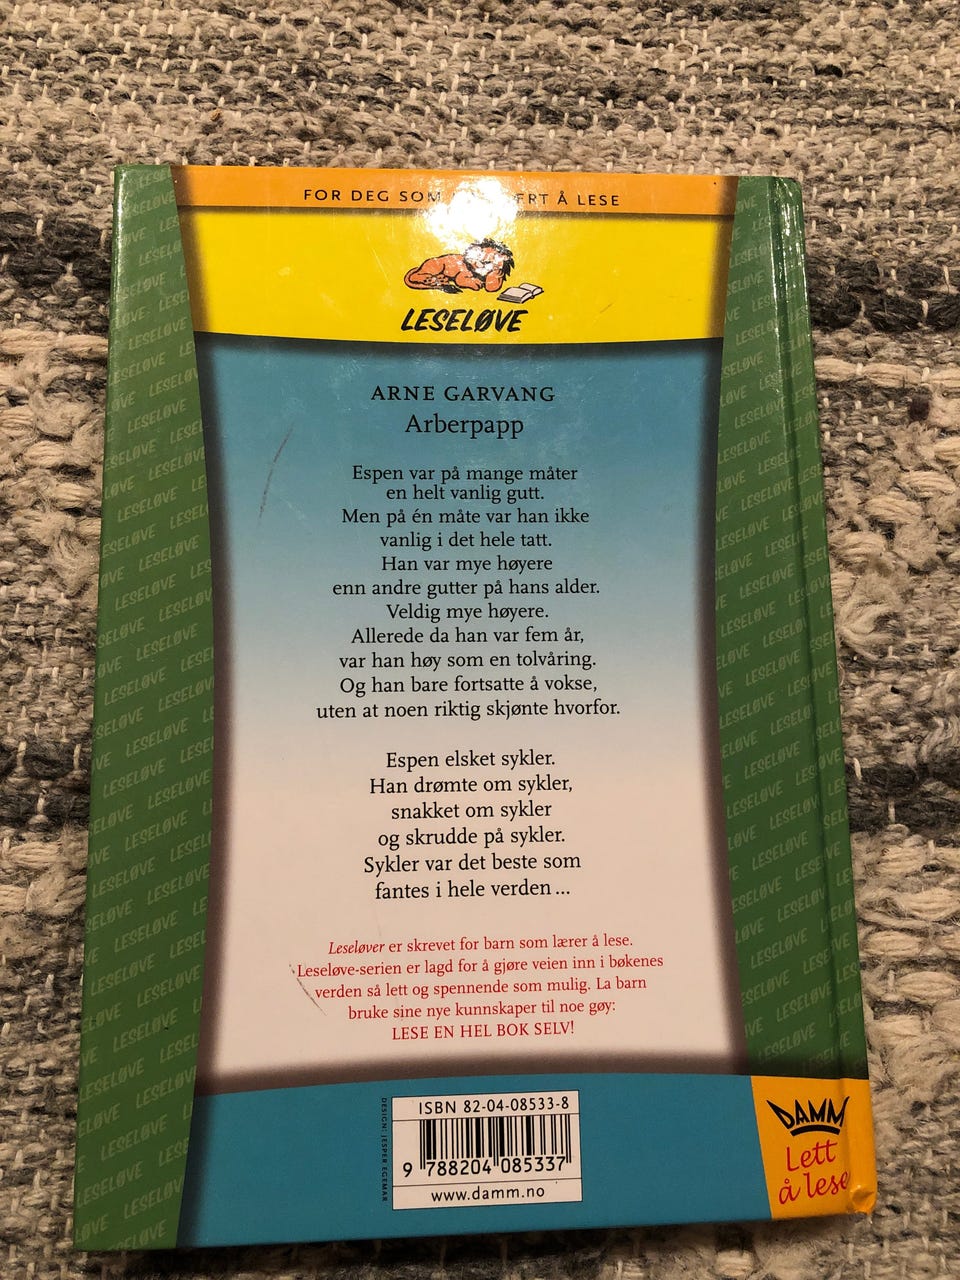 FOR DEG SOM Å LESE
LESELØVE
ARNE GARVANG
Arberpapp
Espen var på mange måter
en helt vanlig gutt.
Men på én måte var han ikke
vanlig i det hele tatt.
Han var mye høyere
enn andre gutter på hans alder.
Veldig mye høyere.
Allerede da han var fem år,
var han høy som en tolvåring.
Og han bare fortsatte å vokse,
uten at noen riktig skjønte hvorfor.
Espen elsket sykler.
Han drømte om sykler,
snakket om sykler
og skrudde på sykler.
Sykler var det beste som
fantes i hele verden ...
Leseløver er skrevet for barn som lærer å lese.
Leseløve-serien er lagd for å gjøre veien inn i bøkenes
verden så lett og spennende som mulig. La barn
bruke sine nye kunnskaper til noe gøy:
LESE EN HEL BOK SELV!
DESIGN: JESPER EGEMAR
ISBN 82-04-08533-8
9 788204 085337
www.damm.no
DAMM
Lett
å lese